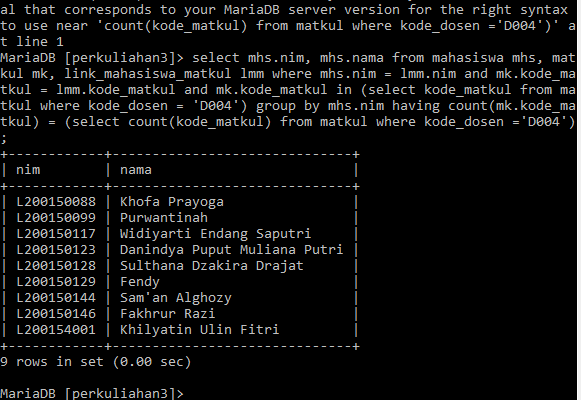 al that corresponds to your MariaDB server version for the right syntax
to use near 'count(kode_matkul) from matkul where kode_dosen ='D004')' a
t line 1
MariaDB [perkuliahan3]> select mhs.nim, mhs.nama from mahasiswa mhs, mat
kul mk, link_mahasiswa_matkul lmm where mhs.nim = lmm.nim and mk.kode_ma
tkul = lmm.kode_matkul and mk.kode_matkul in (select kode_matkul from ma
tkul where kode_dosen = 'D004') group by mhs.nim having count(mk.kode_ma
tkul) = (select count(kode_matkul) from matkul where kode_dosen ='D004')
;
+------------+-------------------------------+
| nim        | nama                          |
+------------+-------------------------------+
| L200150088 | Khofa Prayoga                 |
| L200150099 | Purwantinah                   |
| L200150117 | Widiyarti Endang Saputri      |
| L200150123 | Danindya Puput Muliana Putri  |
| L200150128 | Sulthana Dzakira Drajat       |
| L200150129 | Fendy                         |
| L200150144 | Sam'an Alghozy                |
| L200150146 | Fakhrur Razi                  |
| L200154001 | Khilyatin Ulin Fitri          |
+------------+-------------------------------+
9 rows in set (0.00 sec)
MariaDB [perkuliahan3]>